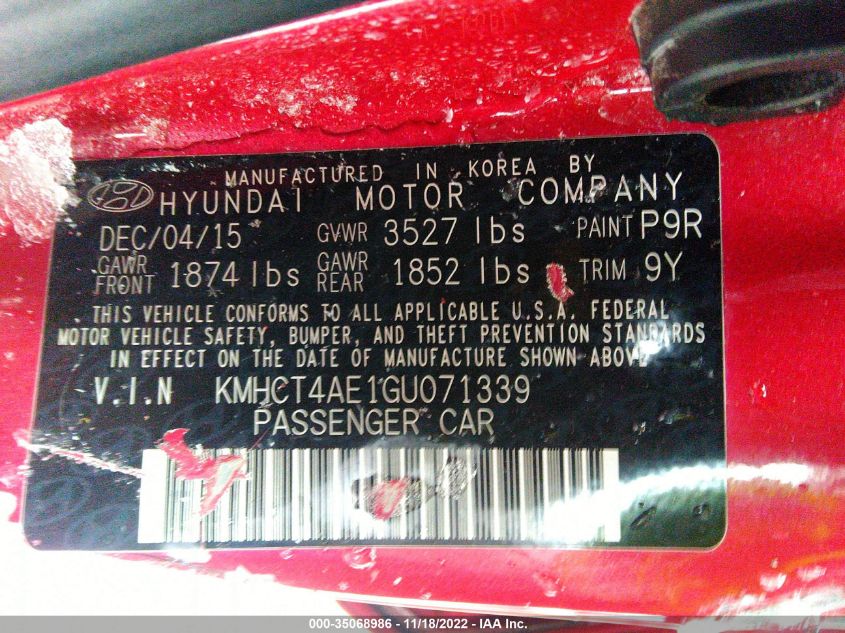 MANUFACTURED IN KOREA BY
HYUNDAI MOTOR COMPANY
DEC/04/15 GVWR 3527 lbs PAINT P9R
GAWR FRONT 1874 lbs GAWR REAR 1852 lbs TRIM 9Y
THIS VEHICLE CONFORMS TO ALL APPLICABLE U.S.A. FEDERAL
MOTOR VEHICLE SAFETY, BUMPER, AND THEFT PREVENTION STANDARDS
IN EFFECT ON THE DATE OF MANUFACTURE SHOWN ABOVE
V.I.N KMHCT4AE1GU071339
PASSENGER CAR
000-35068986 - 11/18/2022 - IAA Inc.